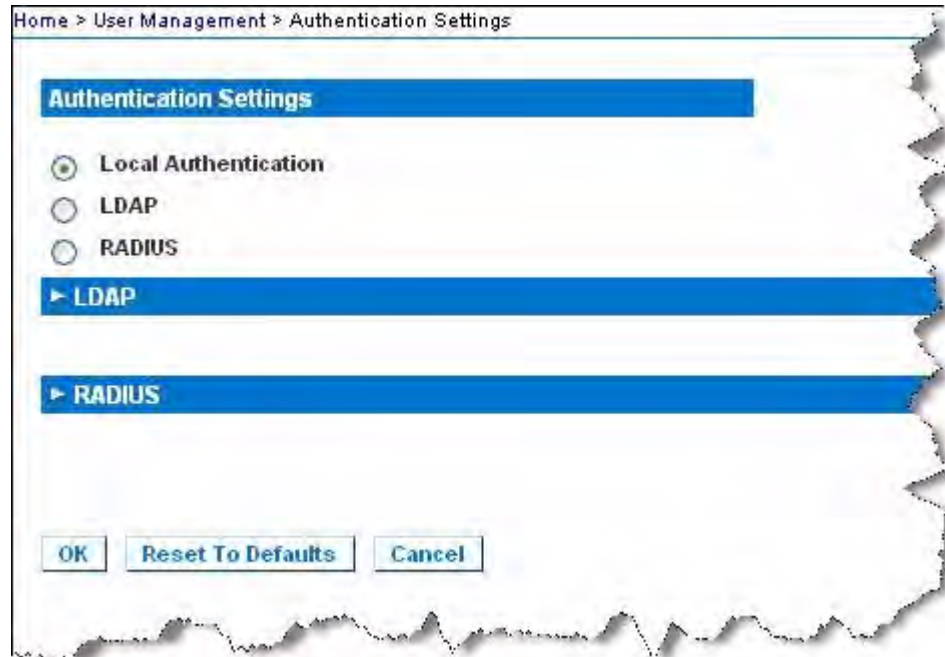 Home > User Management > Authentication Settings
Authentication Settings
Local Authentication
LDAP
RADIUS
► LDAP
► RADIUS
OK Reset To Defaults Cancel